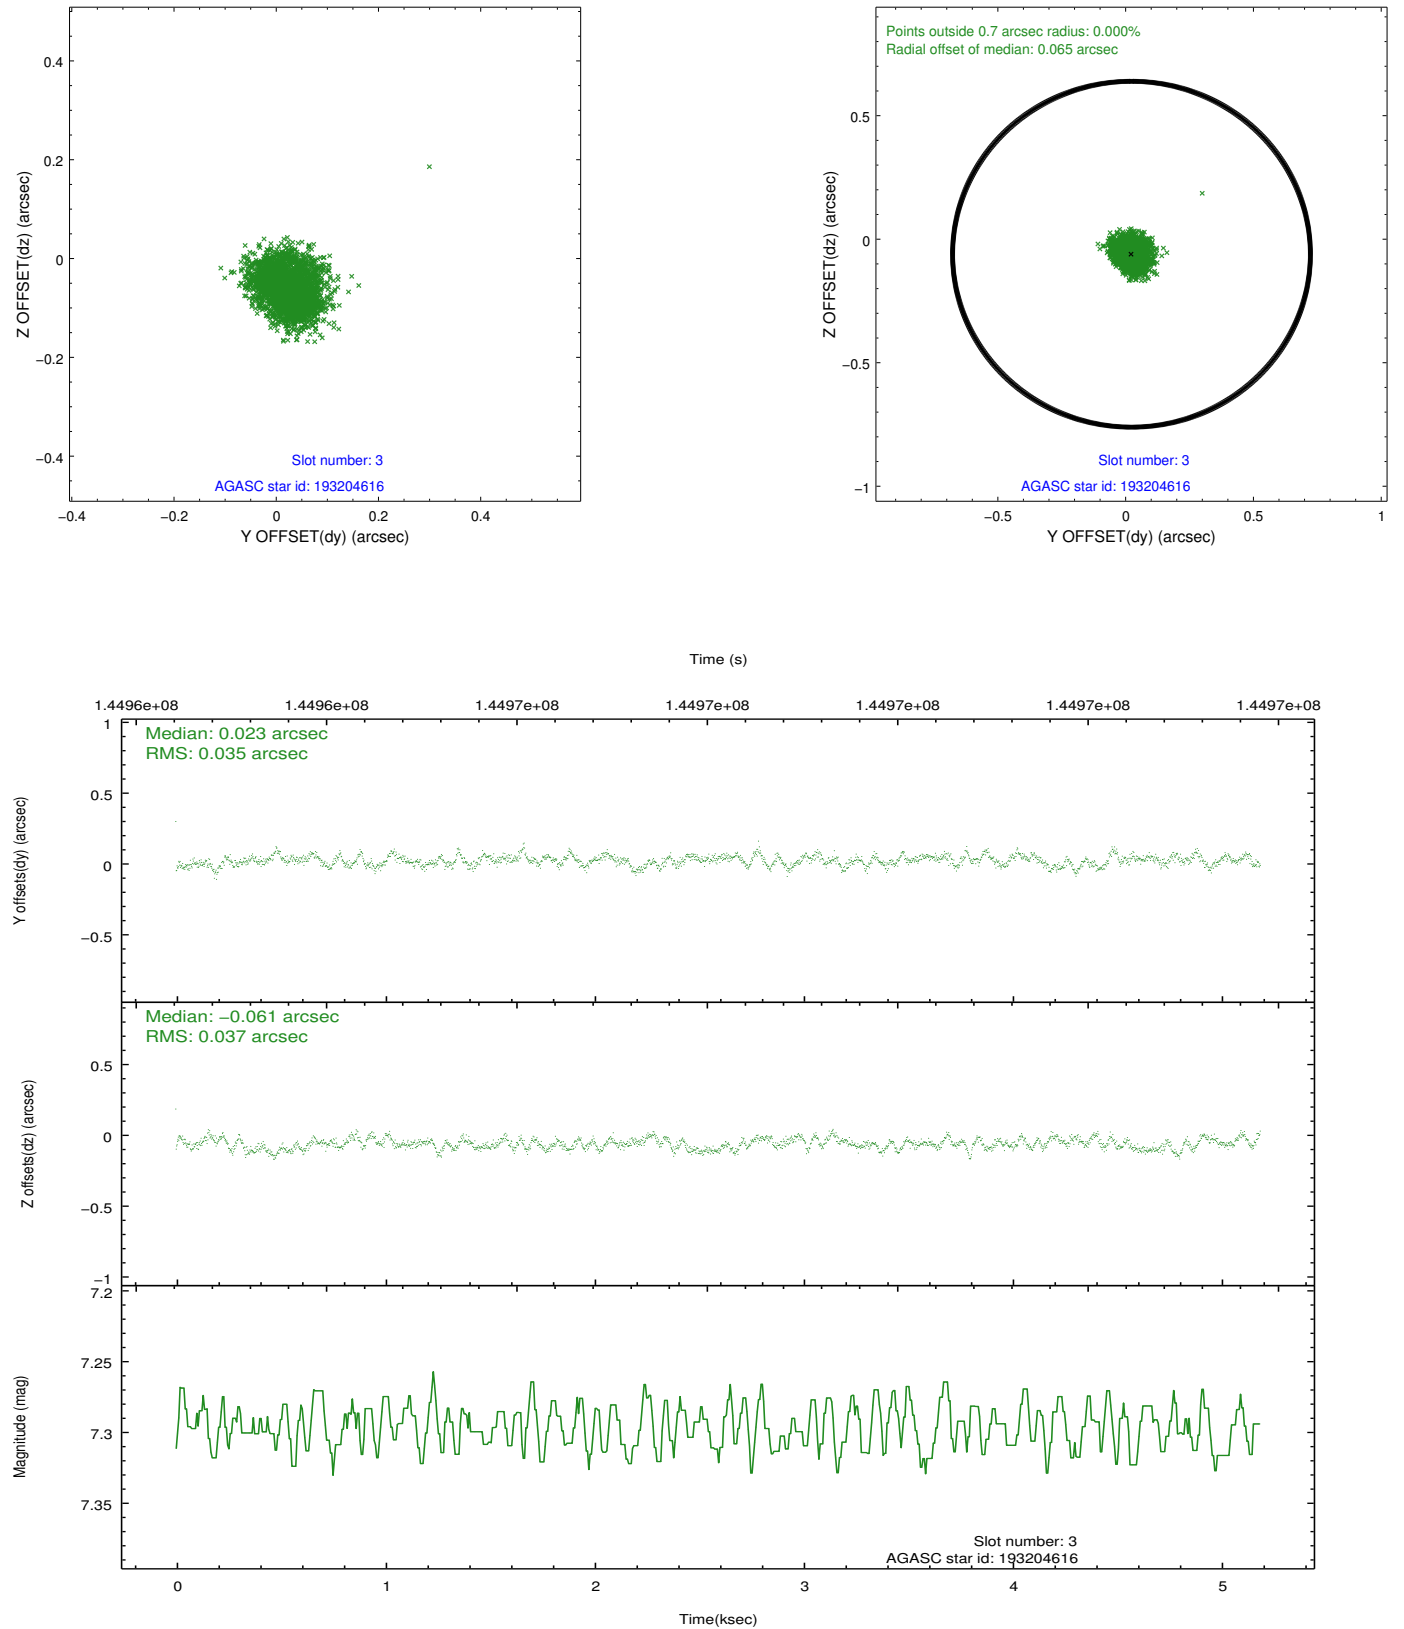 0.4
0.2
0
−0.2
−0.4
Z OFFSET(dz) (arcsec)
−0.4 −0.2 0 0.2 0.4
Y OFFSET(dy) (arcsec)
Slot number: 3
AGASC star id: 193204616
Points outside 0.7 arcsec radius: 0.000%
Radial offset of median: 0.065 arcsec
0.5
0
−0.5
−1
Z OFFSET(dz) (arcsec)
Slot number: 3
AGASC star id: 193204616
−0.5 0 0.5 1
Y OFFSET(dy) (arcsec)
Time (s)
1.4496e+08 1.4496e+08 1.4497e+08 1.4497e+08 1.4497e+08 1.4497e+08 1.4497e+08
Median: 0.023 arcsec
RMS: 0.035 arcsec
1
0.5
0
−0.5
Y offsets(dy) (arcsec)
Median: −0.061 arcsec
RMS: 0.037 arcsec
0.5
0
−0.5
−1
Z offsets(dz) (arcsec)
7.2
7.25
7.3
7.35
Magnitude (mag)
Slot number: 3
AGASC star id: 193204616
0 1 2 3 4 5
Time(ksec)